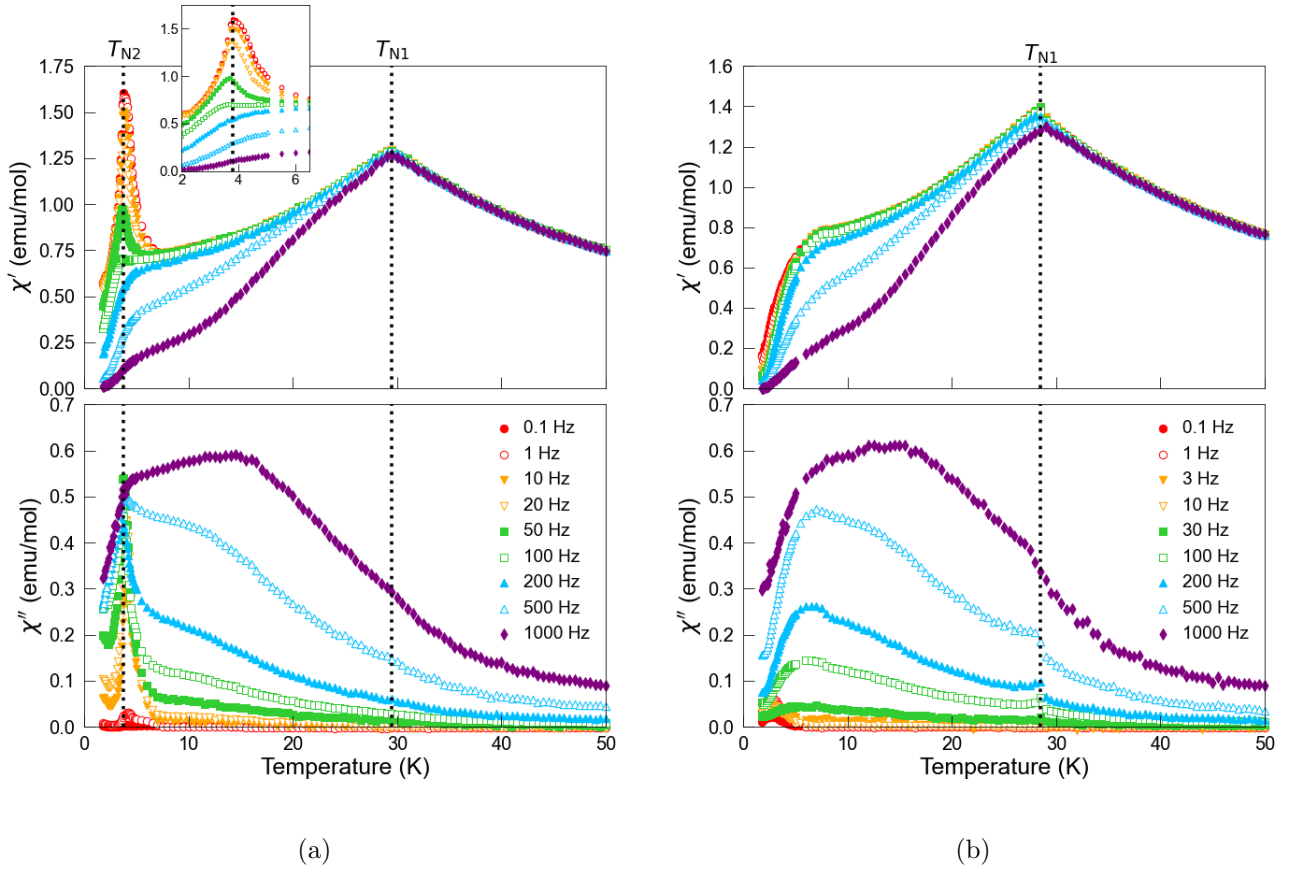 T_N2
T_N1
1.5
1.0
0.5
0.0
2
4
6
1.75
1.50
1.25
1.00
0.75
0.50
0.25
0.00
χ′ (emu/mol)
0.7
0.6
0.5
0.4
0.3
0.2
0.1
0.0
χ″ (emu/mol)
0.1 Hz
1 Hz
10 Hz
20 Hz
50 Hz
100 Hz
200 Hz
500 Hz
1000 Hz
0 10 20 30 40 50
Temperature (K)
(a)
T_N1
1.6
1.4
1.2
1.0
0.8
0.6
0.4
0.2
0.0
χ′ (emu/mol)
0.7
0.6
0.5
0.4
0.3
0.2
0.1
0.0
χ″ (emu/mol)
0.1 Hz
1 Hz
3 Hz
10 Hz
30 Hz
100 Hz
200 Hz
500 Hz
1000 Hz
0 10 20 30 40 50
Temperature (K)
(b)